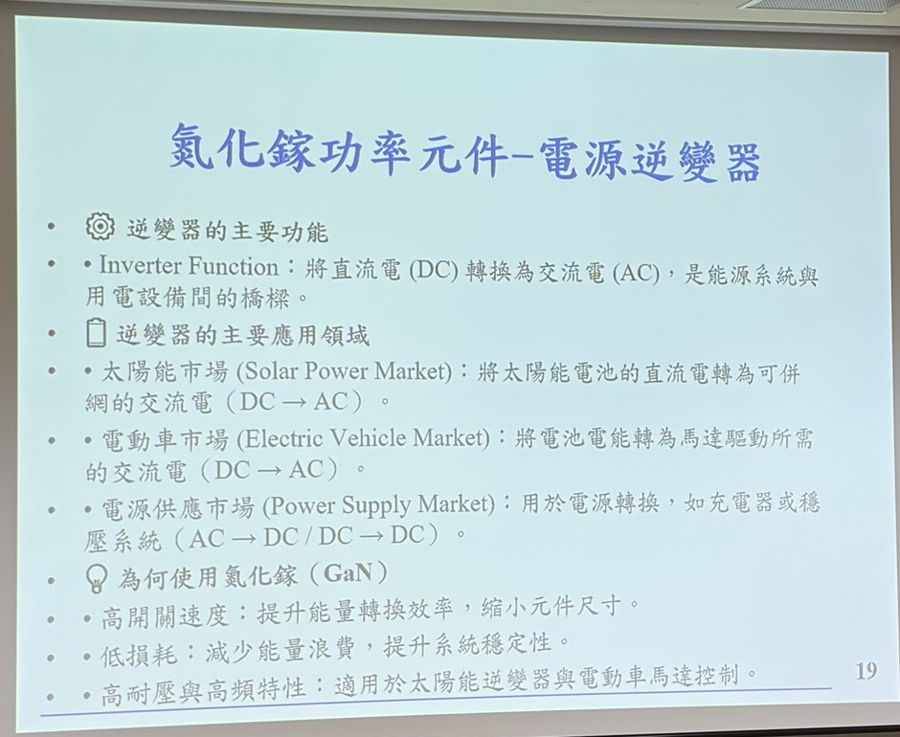 氮化鎵功率元件–電源逆變器
• ⚙ 逆變器的主要功能
• • Inverter Function：將直流電 (DC) 轉換為交流電 (AC)，是能源系統與
用電設備間的橋樑。
• 逆變器的主要應用領域
• • 太陽能市場 (Solar Power Market)：將太陽能電池的直流電轉為可併
網的交流電（DC → AC）。
• • 電動車市場 (Electric Vehicle Market)：將電池電能轉為馬達驅動所需
的交流電（DC → AC）。
• • 電源供應市場 (Power Supply Market)：用於電源轉換，如充電器或穩
壓系統（AC → DC / DC → DC）。
• 💡 為何使用氮化鎵（GaN）
• • 高開關速度：提升能量轉換效率，縮小元件尺寸。
• • 低損耗：減少能量浪費，提升系統穩定性。
• • 高耐壓與高頻特性：適用於太陽能逆變器與電動車馬達控制。
19